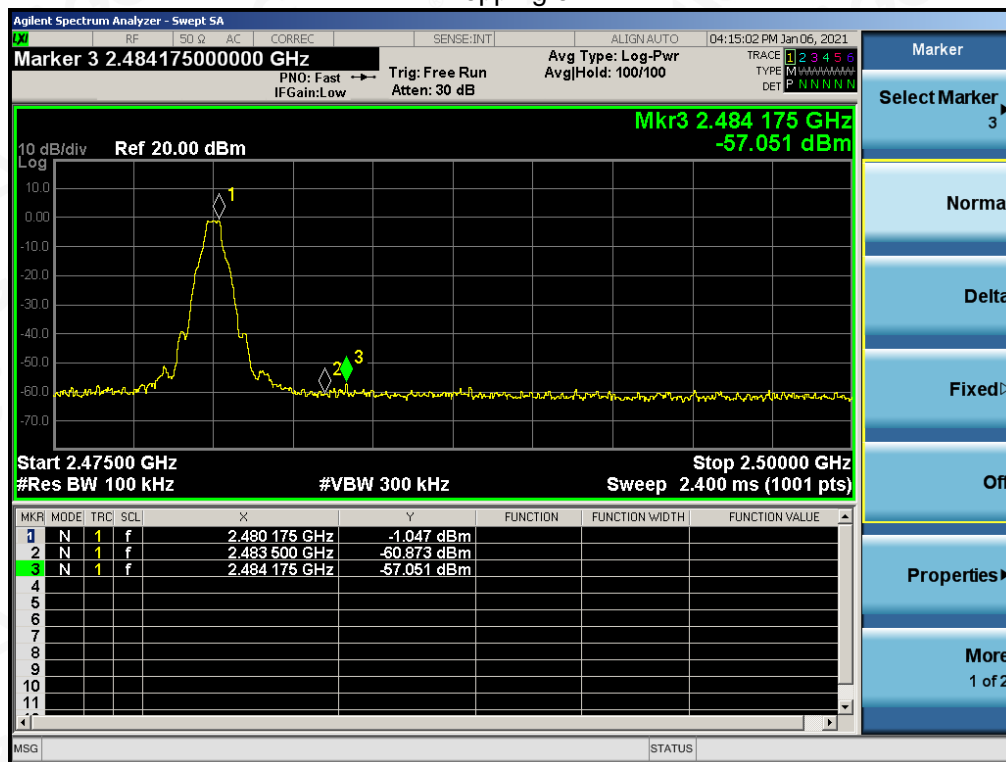 Agilent Spectrum Analyzer - Swept SA
LXI RF 50 Ω AC CORREC SENSE:INT ALIGN AUTO 04:15:02 PM Jan 06, 2021
Marker 3 2.484175000000 GHz Avg Type: Log-Pwr TRACE 1 2 3 4 5 6
PNO: Fast Trig: Free Run Avg|Hold: 100/100 TYPE M W W W W W
IFGain:Low Atten: 30 dB DET P N N N N N
Mkr3 2.484 175 GHz
10 dB/div Ref 20.00 dBm -57.051 dBm
Log
10.0
0.00
-10.0
-20.0
-30.0
-40.0
-50.0
-60.0
-70.0
1
2
3
Start 2.47500 GHz Stop 2.50000 GHz
#Res BW 100 kHz #VBW 300 kHz Sweep 2.400 ms (1001 pts)
MKR MODE TRC SCL X Y FUNCTION FUNCTION WIDTH FUNCTION VALUE
1 N 1 f 2.480 175 GHz -1.047 dBm
2 N 1 f 2.483 500 GHz -60.873 dBm
3 N 1 f 2.484 175 GHz -57.051 dBm
4
5
6
7
8
9
10
11
MSG STATUS
Marker
Select Marker
3
Norma
Delta
Fixed
Off
Properties
More
1 of 2